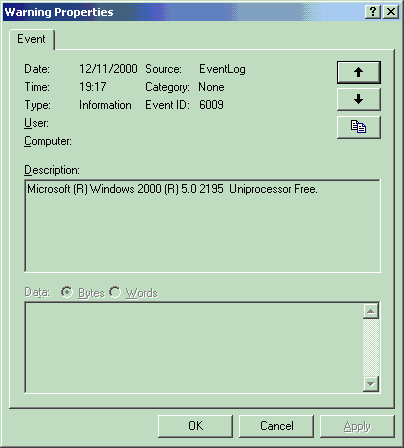 Warning Properties
Event
Date: 12/11/2000 Source: EventLog
Time: 19:17 Category: None
Type: Information Event ID: 6009
User:
Computer:
Description:
Microsoft (R) Windows 2000 (R) 5.0 2195 Uniprocessor Free.
Data: Bytes Words
OK Cancel Apply